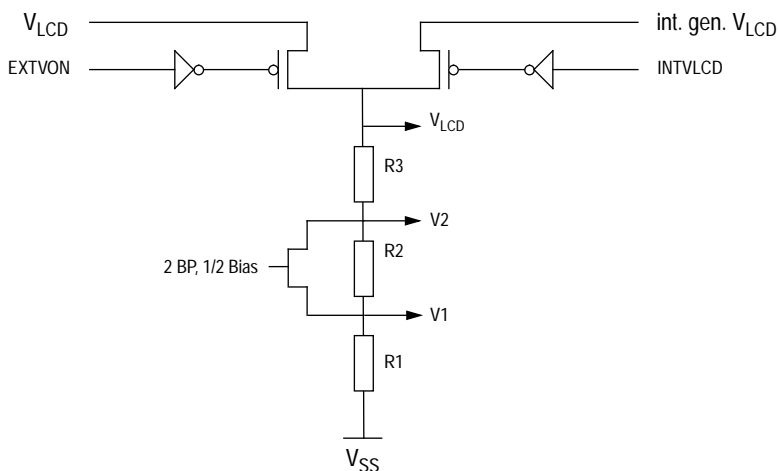 VLCD
int. gen. VLCD
EXTVON
INTVLCD
VLCD
R3
V2
R2
2 BP, 1/2 Bias
V1
R1
VSS